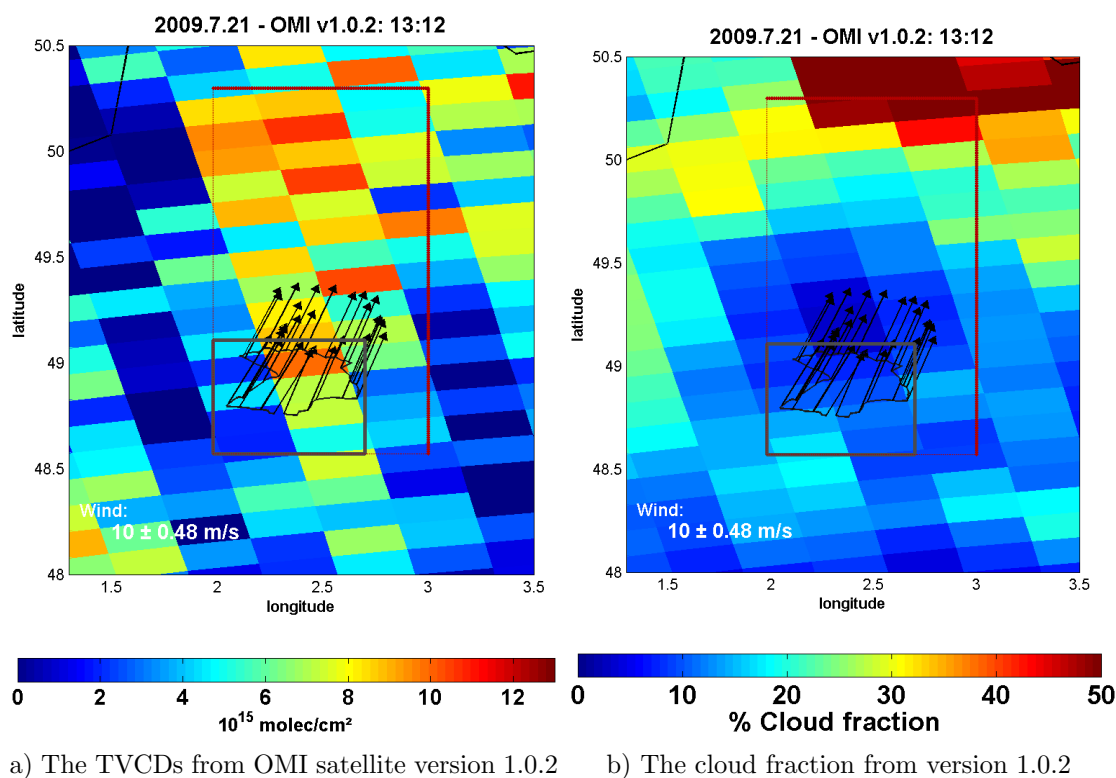 2009.7.21 - OMI v1.0.2: 13:12
50.5
50
49.5
49
48.5
48
latitude
1.5
2
2.5
3
3.5
longitude
Wind:
10 ± 0.48 m/s
0
2
4
6
8
10
12
10¹⁵ molec/cm²
a) The TVCDs from OMI satellite version 1.0.2
2009.7.21 - OMI v1.0.2: 13:12
50.5
50
49.5
49
48.5
48
latitude
1.5
2
2.5
3
3.5
longitude
Wind:
10 ± 0.48 m/s
0
10
20
30
40
50
% Cloud fraction
b) The cloud fraction from version 1.0.2